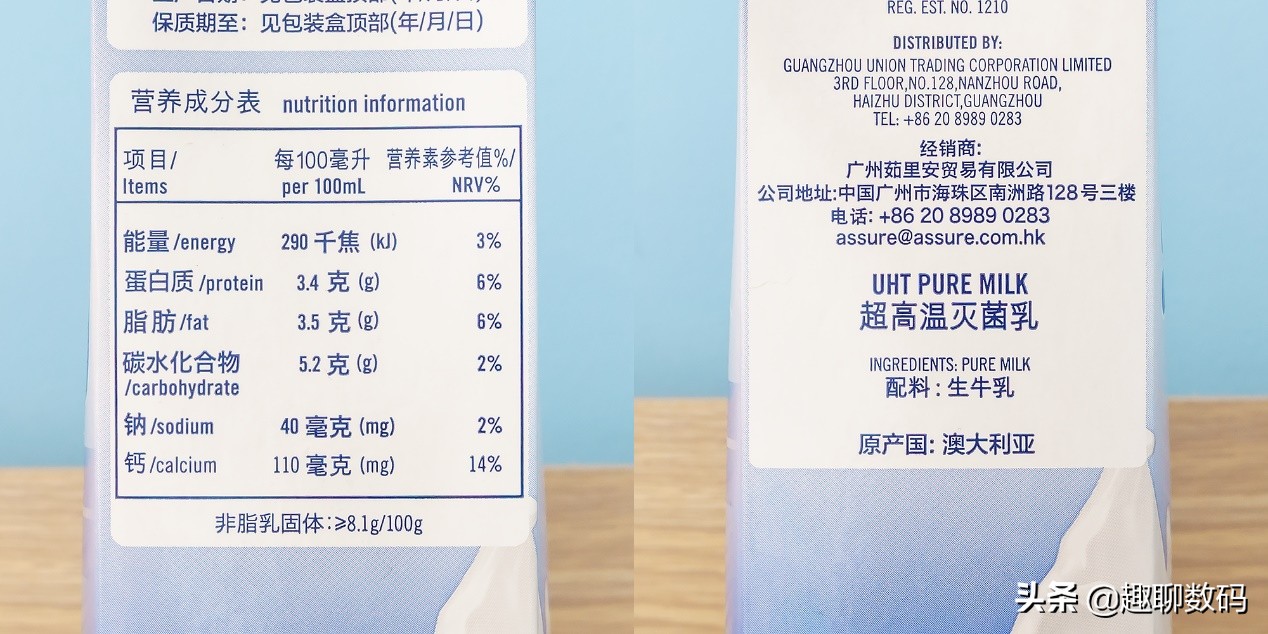 保质期至：见包装盒顶部(年/月/日)
营养成分表 nutrition information
项目/ 每100毫升 营养素参考值%/
Items per 100mL NRV%
能量/energy 290 千焦 (kJ) 3%
蛋白质/protein 3.4 克 (g) 6%
脂肪/fat 3.5 克 (g) 6%
碳水化合物 5.2 克 (g) 2%
/carbohydrate
钠/sodium 40 毫克 (mg) 2%
钙/calcium 110 毫克 (mg) 14%
非脂乳固体:≥8.1g/100g
REG. EST. NO. 1210
DISTRIBUTED BY:
GUANGZHOU UNION TRADING CORPORATION LIMITED
3RD FLOOR,NO.128,NANZHOU ROAD,
HAIZHU DISTRICT,GUANGZHOU
TEL: +86 20 8989 0283
经销商:
广州茹里安贸易有限公司
公司地址:中国广州市海珠区南洲路128号三楼
电话: +86 20 8989 0283
assure@assure.com.hk
UHT PURE MILK
超高温灭菌乳
INGREDIENTS: PURE MILK
配料：生牛乳
原产国: 澳大利亚
头条 @趣聊数码